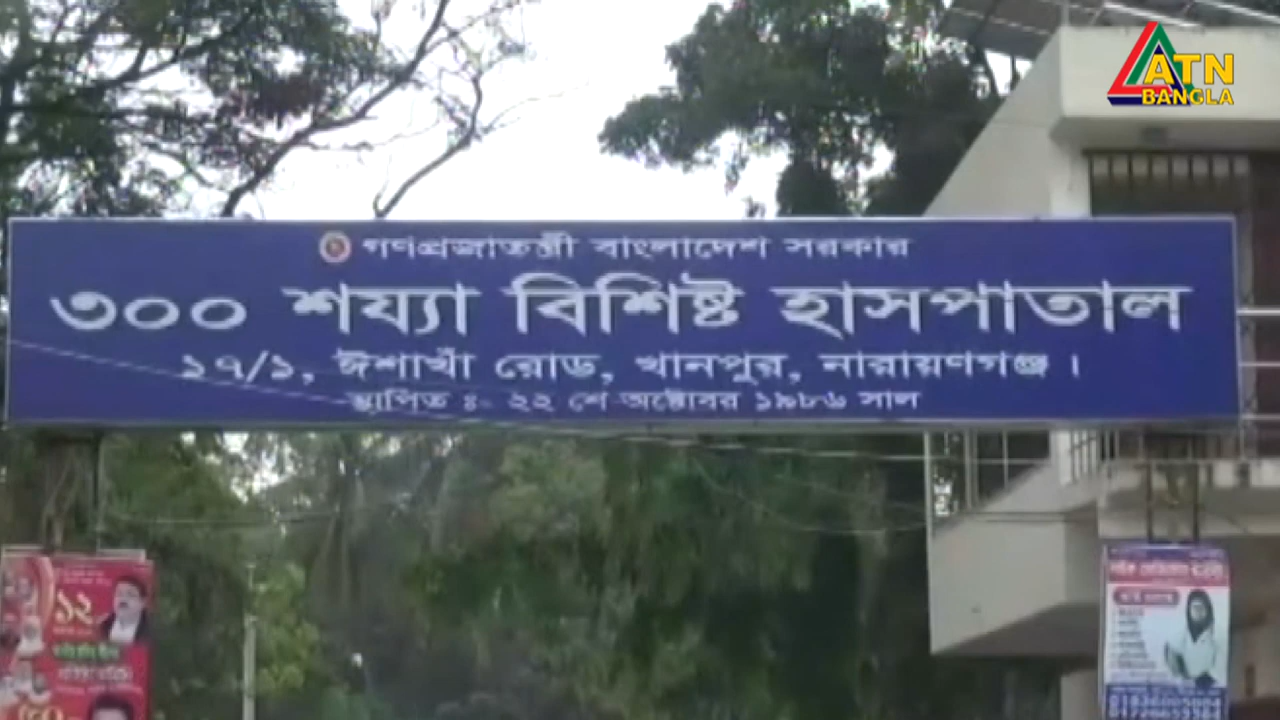 ATN
BANGLA
গণপ্রজাতন্ত্রী বাংলাদেশ সরকার
৩০০ শয্যা বিশিষ্ট হাসপাতাল
১৭/১, ঈশাখাঁ রোড, খানপুর, নারায়ণগঞ্জ ।
স্থাপিত ঃ- ২২ শে অক্টোবর ১৯৮৬ সাল
১২